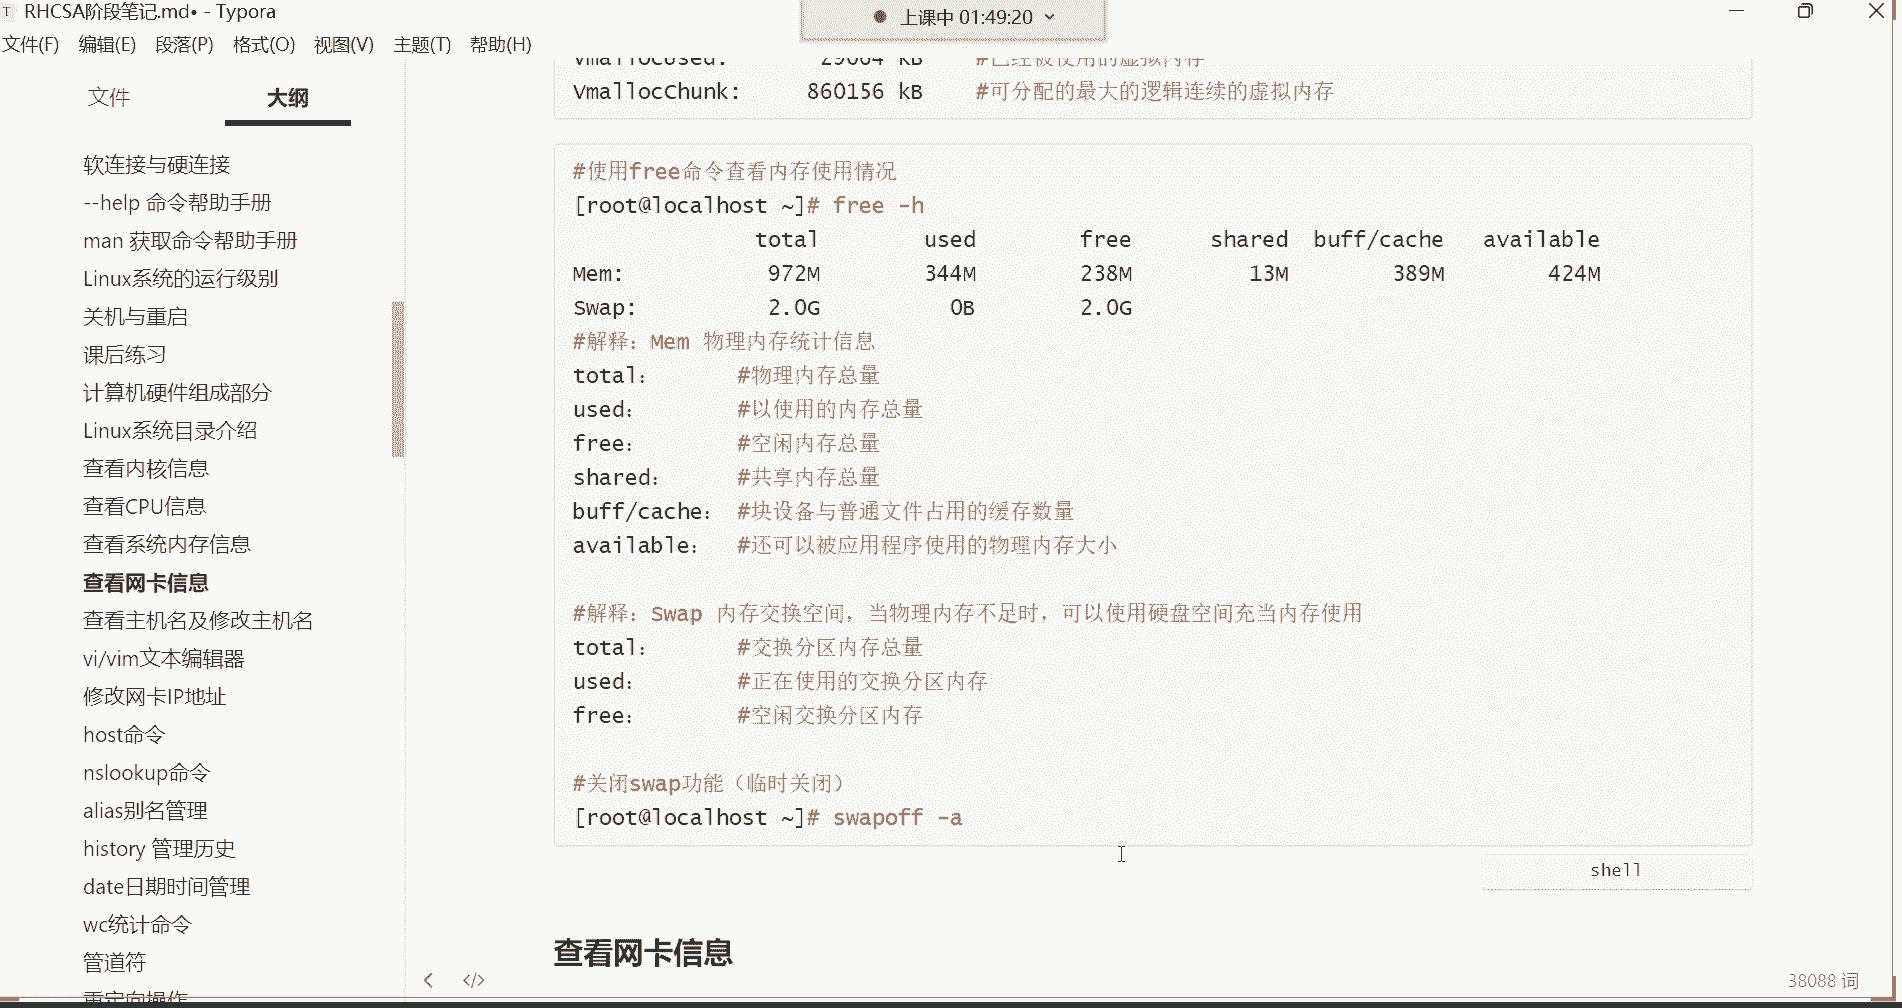 RHCSA阶段笔记.md• - Typora
上课中 01:49:20
文件(F) 编辑(E) 段落(P) 格式(O) 视图(V) 主题(T) 帮助(H)
文件 大纲
软连接与硬连接
--help 命令帮助手册
man 获取命令帮助手册
Linux系统的运行级别
关机与重启
课后练习
计算机硬件组成部分
Linux系统目录介绍
查看内核信息
查看CPU信息
查看系统内存信息
查看网卡信息
查看主机名及修改主机名
vi/vim文本编辑器
修改网卡IP地址
host命令
nslookup命令
alias别名管理
history 管理历史
date日期时间管理
wc统计命令
管道符
重定向操作
VmallocUsed: 29064 kB #已经被使用的虚拟内存
VmallocChunk: 860156 kB #可分配的最大的逻辑连续的虚拟内存
#使用free命令查看内存使用情况
[root@localhost ~]# free -h
total used free shared buff/cache available
Mem: 972M 344M 238M 13M 389M 424M
Swap: 2.0G 0B 2.0G
#解释：Mem 物理内存统计信息
total： #物理内存总量
used： #以使用的内存总量
free： #空闲内存总量
shared： #共享内存总量
buff/cache： #块设备与普通文件占用的缓存数量
available： #还可以被应用程序使用的物理内存大小
#解释：Swap 内存交换空间，当物理内存不足时，可以使用硬盘空间充当内存使用
total： #交换分区内存总量
used： #正在使用的交换分区内存
free： #空闲交换分区内存
#关闭swap功能（临时关闭）
[root@localhost ~]# swapoff -a
shell
查看网卡信息
38088 词